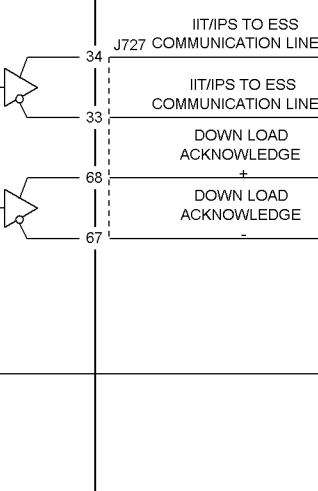 IIT/IPS TO ESS
J727 COMMUNICATION LINE
34
IIT/IPS TO ESS
COMMUNICATION LINE
33
DOWN LOAD
ACKNOWLEDGE
+
68
DOWN LOAD
ACKNOWLEDGE
-
67